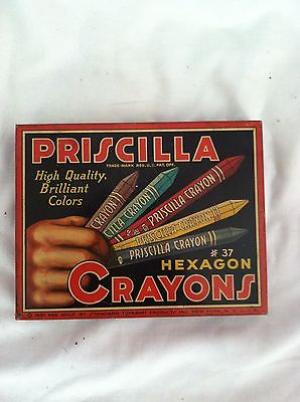 PRISCILLA
TRADE-MARK REG. U.S. PAT. OFF.
High Quality.
Brilliant
Colors
CRAYON
CILLA CRAYON
PRISCILLA CRAYON
PRISCILLA CRAYON
PRISCILLA CRAYON
# 37
HEXAGON
CRAYONS